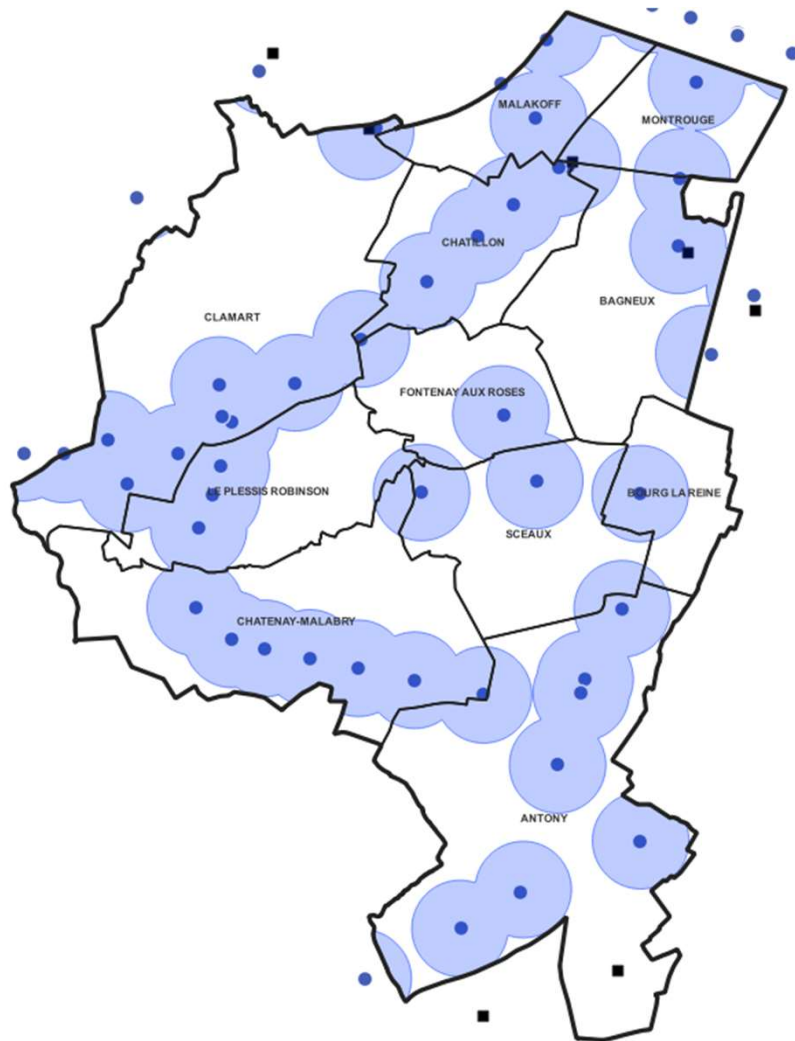 MALAKOFF
MONTROUGE
CHATILLON
BAGNEUX
CLAMART
FONTENAY AUX ROSES
LE PLESSIS ROBINSON
BOURG LA REINE
SCEAUX
CHATENAY-MALABRY
ANTONY